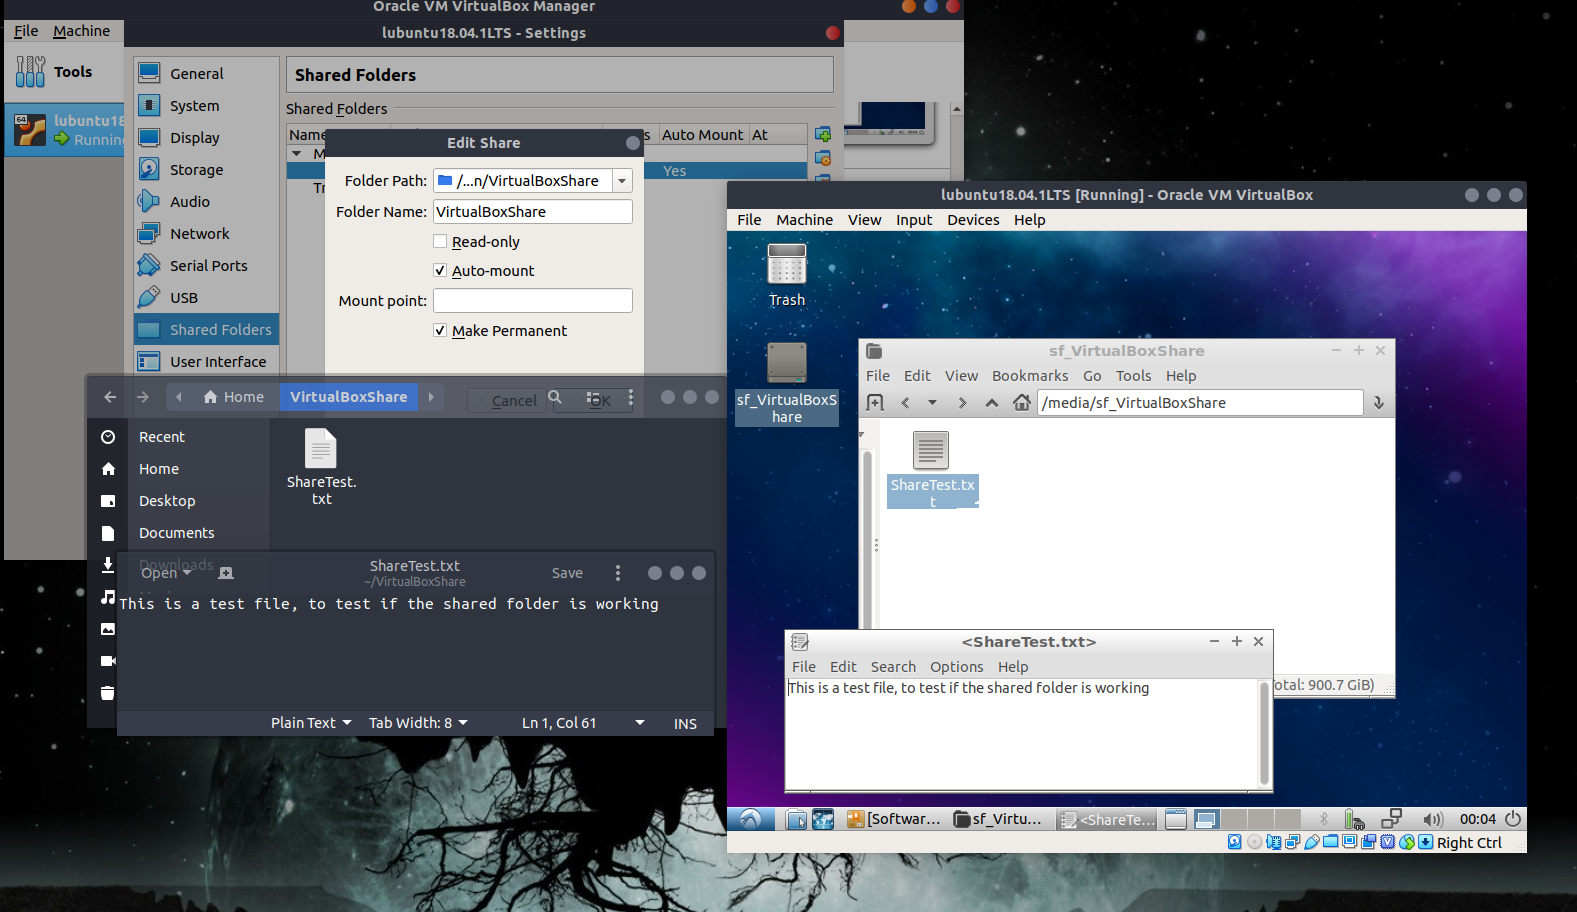 Oracle VM VirtualBox Manager
File Machine
lubuntu18.04.1LTS - Settings
Tools
64
lubuntu18
Running
General
System
Display
Storage
Audio
Network
Serial Ports
USB
Shared Folders
User Interface
Shared Folders
Shared Folders
Auto Mount At
Yes
Edit Share
Folder Path: /...n/VirtualBoxShare
Folder Name: VirtualBoxShare
Read-only
Auto-mount
Mount point:
Make Permanent
Cancel
OK
Home VirtualBoxShare
Recent
Home
Desktop
Documents
Downloads
ShareTest.
txt
Open
ShareTest.txt
~/VirtualBoxShare
Save
This is a test file, to test if the shared folder is working
Plain Text Tab Width: 8 Ln 1, Col 61 INS
lubuntu18.04.1LTS [Running] - Oracle VM VirtualBox
File Machine View Input Devices Help
Trash
sf_VirtualBoxS
hare
sf_VirtualBoxShare
File Edit View Bookmarks Go Tools Help
/media/sf_VirtualBoxShare
ShareTest.tx
t
otal: 900.7 GiB)
<ShareTest.txt>
File Edit Search Options Help
This is a test file, to test if the shared folder is working
[Softwar... sf_Virtu... <ShareTe... 00:04
Right Ctrl